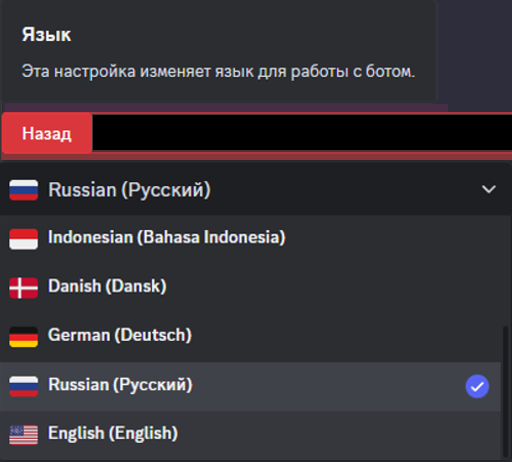 Язык
Эта настройка изменяет язык для работы с ботом.
Назад
Russian (Русский)
Indonesian (Bahasa Indonesia)
Danish (Dansk)
German (Deutsch)
Russian (Русский)
English (English)